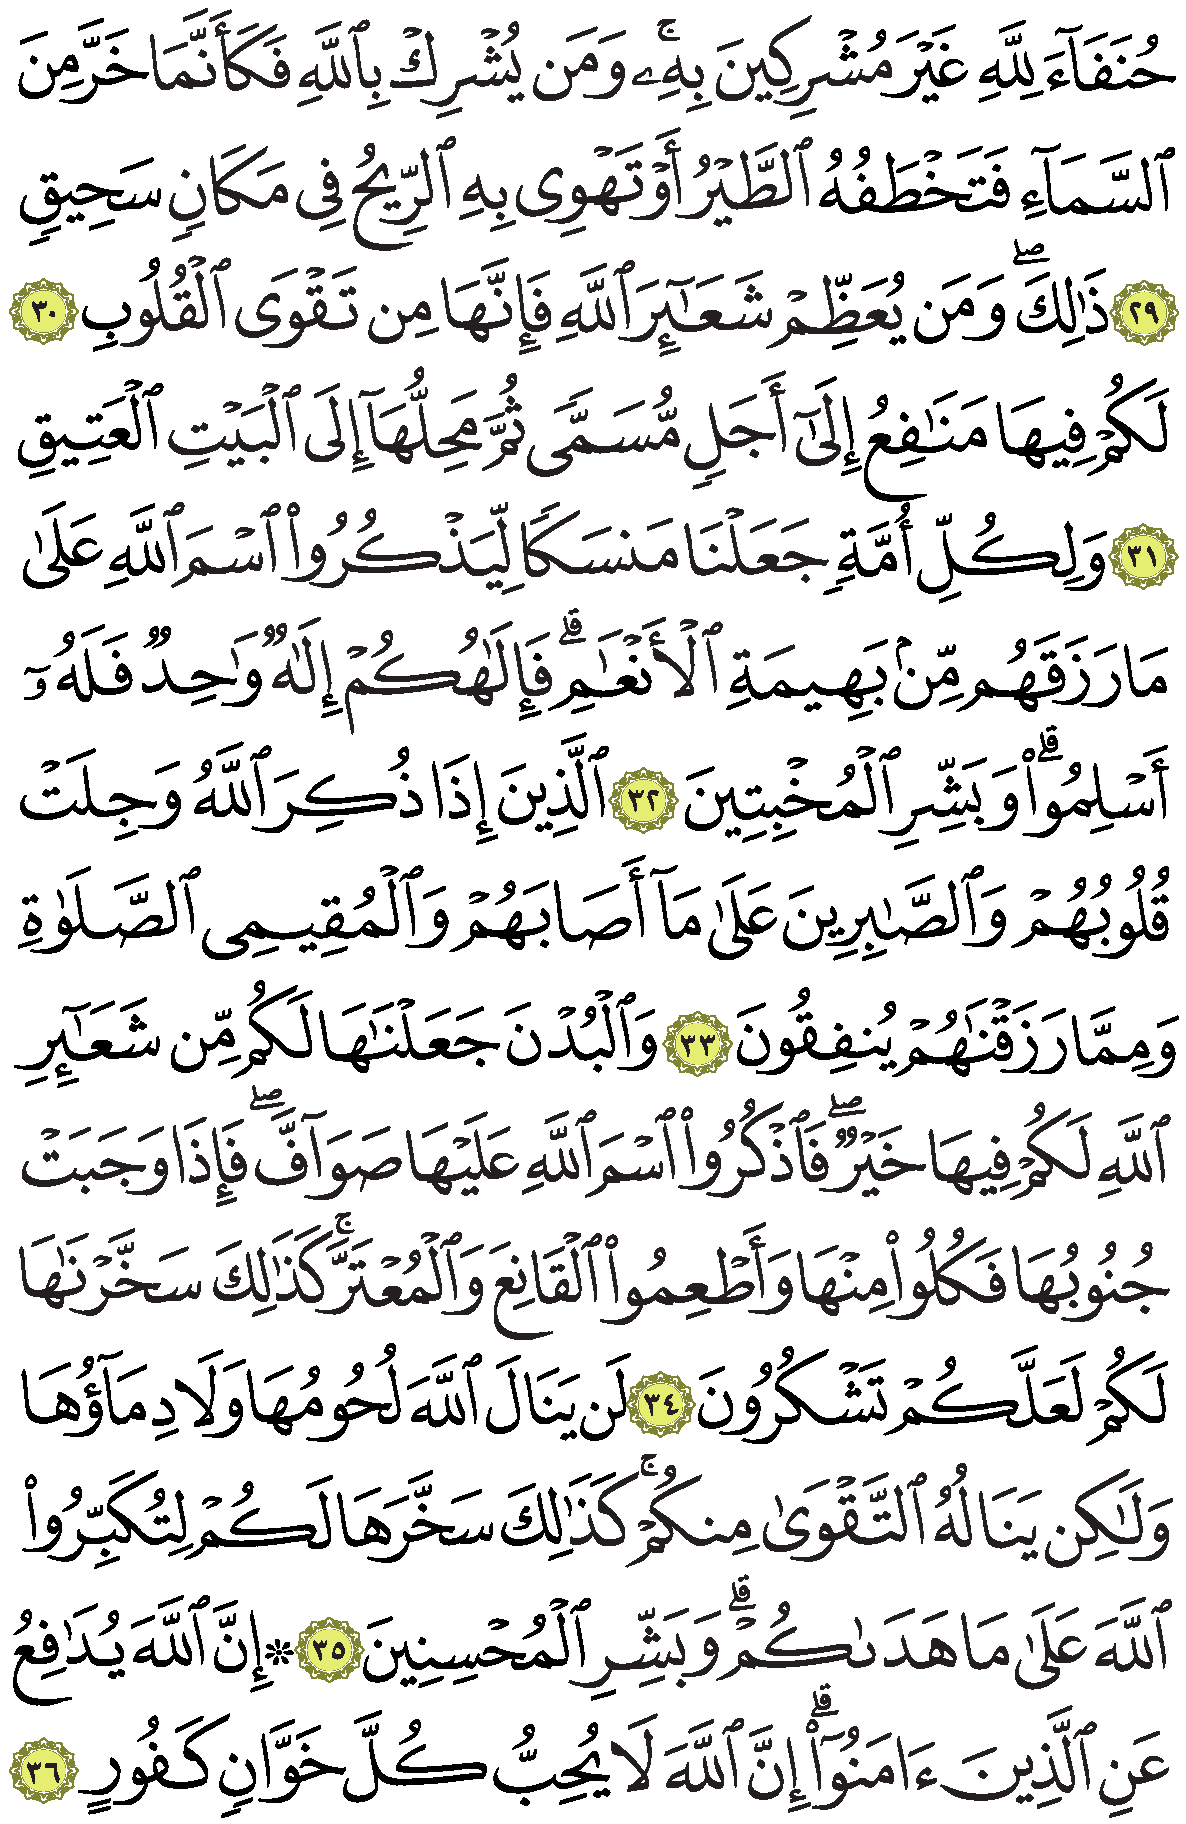 حُنَفَآءَ لِلَّهِ غَيْرَ مُشْرِكِينَ بِهِۦۚ وَمَن يُشْرِكْ بِٱللَّهِ فَكَأَنَّمَا خَرَّ مِنَ
ٱلسَّمَآءِ فَتَخْطَفُهُ ٱلطَّيْرُ أَوْ تَهْوِى بِهِ ٱلرِّيحُ فِى مَكَانٍ سَحِيقٍ
٢٩ ذَٰلِكَۖ وَمَن يُعَظِّمْ شَعَـٰٓئِرَ ٱللَّهِ فَإِنَّهَا مِن تَقْوَى ٱلْقُلُوبِ ٣٠
لَكُمْ فِيهَا مَنَـٰفِعُ إِلَىٰٓ أَجَلٍ مُّسَمًّى ثُمَّ مَحِلُّهَآ إِلَى ٱلْبَيْتِ ٱلْعَتِيقِ
٣١ وَلِكُلِّ أُمَّةٍ جَعَلْنَا مَنسَكًا لِّيَذْكُرُوا۟ ٱسْمَ ٱللَّهِ عَلَىٰ
مَا رَزَقَهُم مِّنۢ بَهِيمَةِ ٱلْأَنْعَـٰمِۗ فَإِلَـٰهُكُمْ إِلَـٰهٌ وَٰحِدٌ فَلَهُۥٓ
أَسْلِمُوا۟ۗ وَبَشِّرِ ٱلْمُخْبِتِينَ ٣٢ ٱلَّذِينَ إِذَا ذُكِرَ ٱللَّهُ وَجِلَتْ
قُلُوبُهُمْ وَٱلصَّـٰبِرِينَ عَلَىٰ مَآ أَصَابَهُمْ وَٱلْمُقِيمِى ٱلصَّلَوٰةِ
وَمِمَّا رَزَقْنَـٰهُمْ يُنفِقُونَ ٣٣ وَٱلْبُدْنَ جَعَلْنَـٰهَا لَكُم مِّن شَعَـٰٓئِرِ
ٱللَّهِ لَكُمْ فِيهَا خَيْرٌۖ فَٱذْكُرُوا۟ ٱسْمَ ٱللَّهِ عَلَيْهَا صَوَآفَّۖ فَإِذَا وَجَبَتْ
جُنُوبُهَا فَكُلُوا۟ مِنْهَا وَأَطْعِمُوا۟ ٱلْقَانِعَ وَٱلْمُعْتَرَّۚ كَذَٰلِكَ سَخَّرْنَـٰهَا
لَكُمْ لَعَلَّكُمْ تَشْكُرُونَ ٣٤ لَن يَنَالَ ٱللَّهَ لُحُومُهَا وَلَا دِمَآؤُهَا
وَلَـٰكِن يَنَالُهُ ٱلتَّقْوَىٰ مِنكُمْۚ كَذَٰلِكَ سَخَّرَهَا لَكُمْ لِتُكَبِّرُوا۟
ٱللَّهَ عَلَىٰ مَا هَدَىٰكُمْۗ وَبَشِّرِ ٱلْمُحْسِنِينَ ٣٥ ۞ إِنَّ ٱللَّهَ يُدَٰفِعُ
عَنِ ٱلَّذِينَ ءَامَنُوٓا۟ۗ إِنَّ ٱللَّهَ لَا يُحِبُّ كُلَّ خَوَّانٍ كَفُورٍ ٣٦